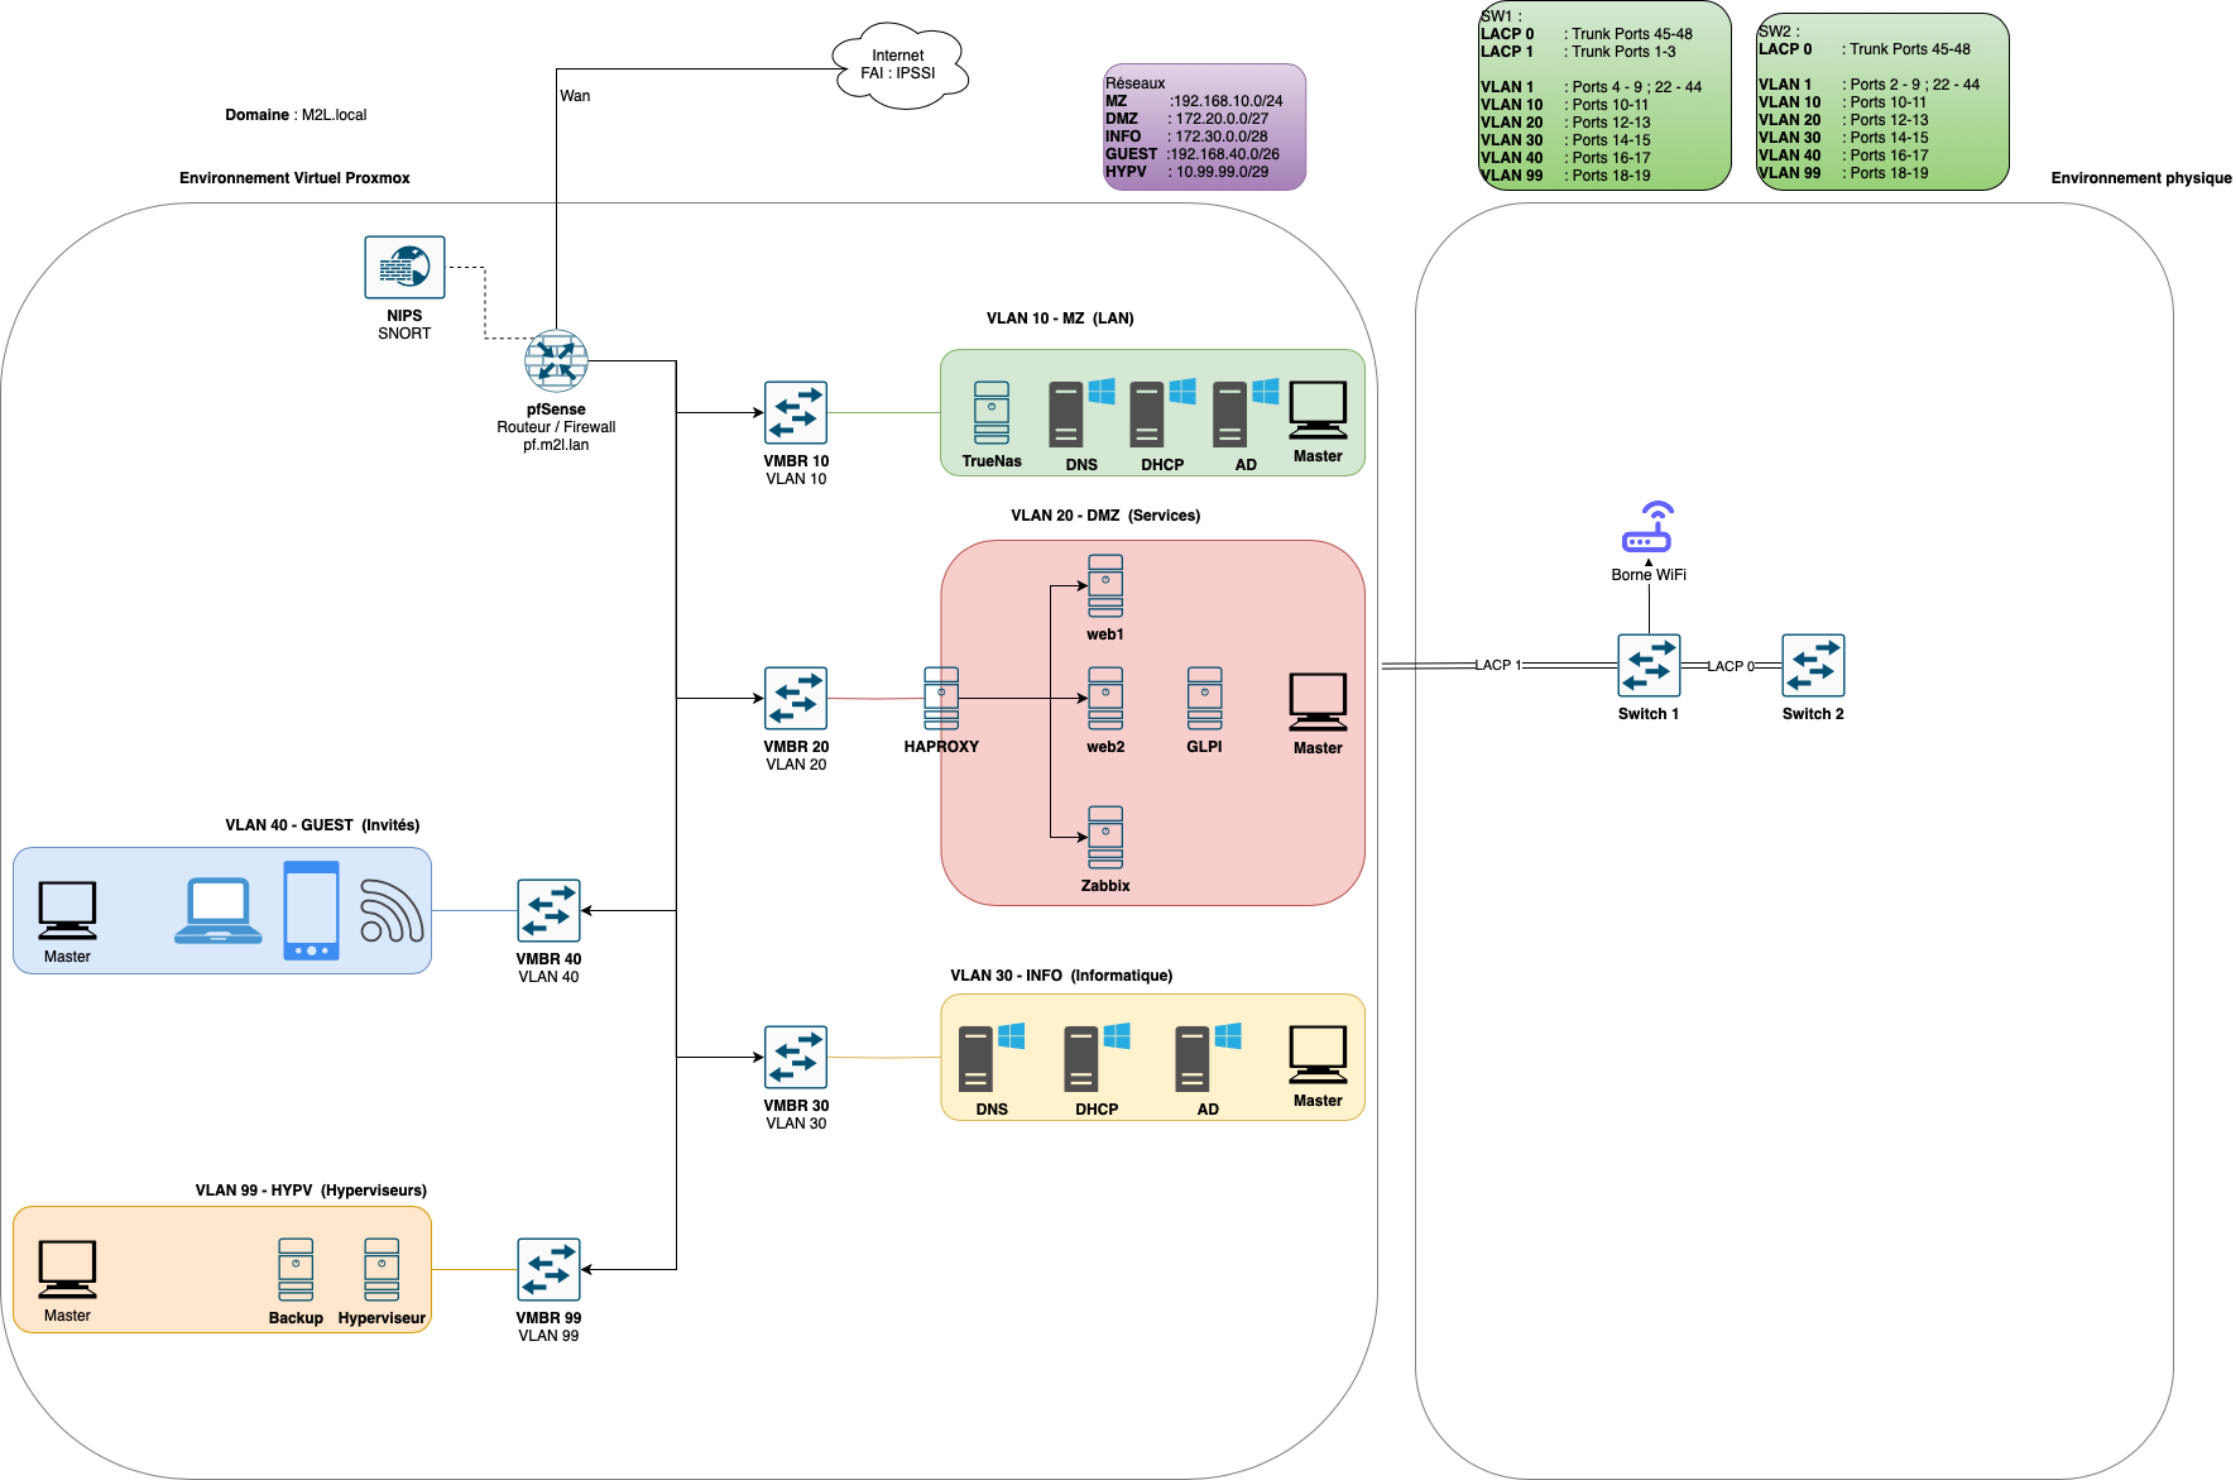 Internet
FAI : IPSSI
Wan
Domaine : M2L.local
Environnement Virtuel Proxmox
Réseaux
MZ :192.168.10.0/24
DMZ : 172.20.0.0/27
INFO : 172.30.0.0/28
GUEST :192.168.40.0/26
HYPV : 10.99.99.0/29
SW1 :
LACP 0 : Trunk Ports 45-48
LACP 1 : Trunk Ports 1-3
VLAN 1 : Ports 4 - 9 ; 22 - 44
VLAN 10 : Ports 10-11
VLAN 20 : Ports 12-13
VLAN 30 : Ports 14-15
VLAN 40 : Ports 16-17
VLAN 99 : Ports 18-19
SW2 :
LACP 0 : Trunk Ports 45-48
VLAN 1 : Ports 2 - 9 ; 22 - 44
VLAN 10 : Ports 10-11
VLAN 20 : Ports 12-13
VLAN 30 : Ports 14-15
VLAN 40 : Ports 16-17
VLAN 99 : Ports 18-19
Environnement physique
NIPS
SNORT
pfSense
Routeur / Firewall
pf.m2l.lan
VLAN 10 - MZ (LAN)
VMBR 10
VLAN 10
TrueNas
DNS
DHCP
AD
Master
VLAN 20 - DMZ (Services)
web1
VMBR 20
VLAN 20
HAPROXY
web2
GLPI
Master
Zabbix
Borne WiFi
LACP 1
LACP 0
Switch 1
Switch 2
VLAN 40 - GUEST (Invités)
Master
VMBR 40
VLAN 40
VLAN 30 - INFO (Informatique)
VMBR 30
VLAN 30
DNS
DHCP
AD
Master
VLAN 99 - HYPV (Hyperviseurs)
Master
Backup
Hyperviseur
VMBR 99
VLAN 99